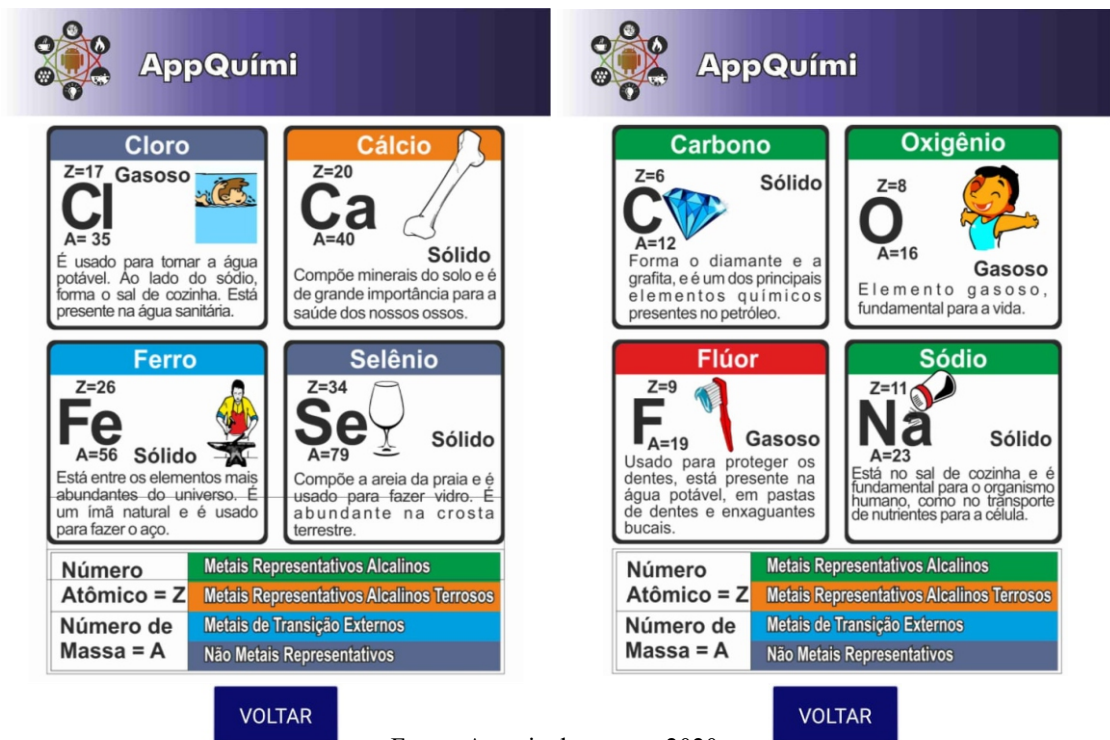 AppQuími
Cloro
Z=17 Gasoso
Cl
A= 35
É usado para tornar a água
potável. Ao lado do sódio,
forma o sal de cozinha. Está
presente na água sanitária.
Cálcio
Z=20
Ca
A=40
Sólido
Compõe minerais do solo e é
de grande importância para a
saúde dos nossos ossos.
Ferro
Z=26
Fe
A=56 Sólido
Está entre os elementos mais
abundantes do universo. É
um ímã natural e é usado
para fazer o aço.
Selênio
Z=34
Se
Sólido
A=79
Compõe a areia da praia e é
usado para fazer vidro. É
abundante na crosta
terrestre.
Número
Atômico = Z
Número de
Massa = A
Metais Representativos Alcalinos
Metais Representativos Alcalinos Terrosos
Metais de Transição Externos
Não Metais Representativos
VOLTAR
AppQuími
Carbono
Z=6
Sólido
C
A=12
Forma o diamante e a
grafita, e é um dos principais
elementos químicos
presentes no petróleo.
Oxigênio
Z=8
O
A=16
Gasoso
Elemento gasoso,
fundamental para a vida.
Flúor
Z=9
F
A=19 Gasoso
Usado para proteger os
dentes, está presente na
água potável, em pastas
de dentes e enxaguantes
bucais.
Sódio
Z=11
Na
Sólido
A=23
Está no sal de cozinha e é
fundamental para o organismo
humano, como no transporte
de nutrientes para a célula.
Número
Atômico = Z
Número de
Massa = A
Metais Representativos Alcalinos
Metais Representativos Alcalinos Terrosos
Metais de Transição Externos
Não Metais Representativos
VOLTAR